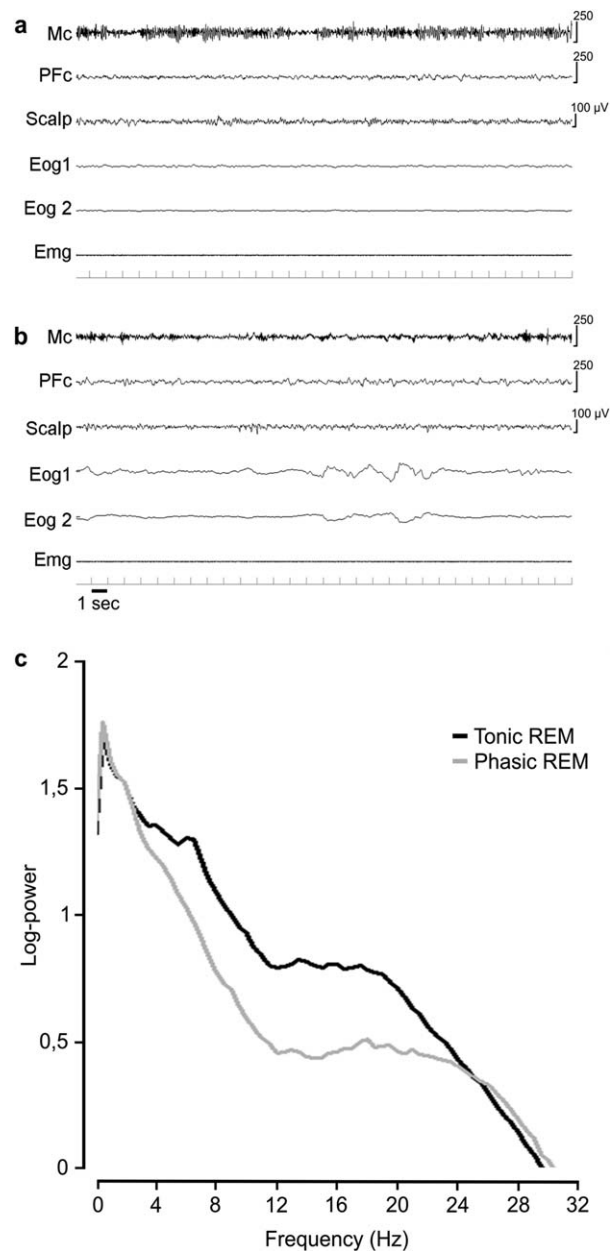 a
Mc 250
PFc 250
Scalp 100 µV
Eog1
Eog 2
Emg
b
Mc 250
PFc 250
Scalp 100 µV
Eog1
Eog 2
Emg
1 sec
c
2
1,5
1
0,5
0
Log-power
Tonic REM
Phasic REM
0 4 8 12 16 20 24 28 32
Frequency (Hz)